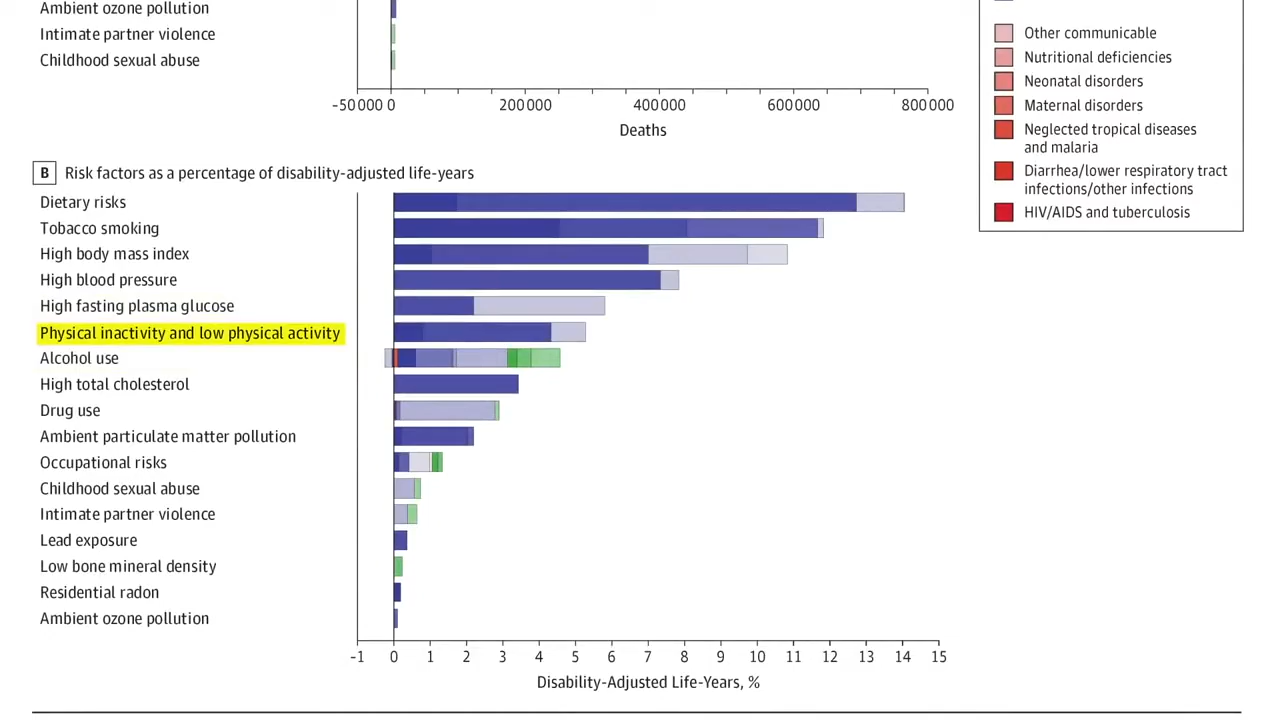 Ambient ozone pollution
Intimate partner violence
Childhood sexual abuse
-50000 0 200000 400000 600000 800000
Deaths
Other communicable
Nutritional deficiencies
Neonatal disorders
Maternal disorders
Neglected tropical diseases
and malaria
Diarrhea/lower respiratory tract
infections/other infections
HIV/AIDS and tuberculosis
B Risk factors as a percentage of disability-adjusted life-years
Dietary risks
Tobacco smoking
High body mass index
High blood pressure
High fasting plasma glucose
Physical inactivity and low physical activity
Alcohol use
High total cholesterol
Drug use
Ambient particulate matter pollution
Occupational risks
Childhood sexual abuse
Intimate partner violence
Lead exposure
Low bone mineral density
Residential radon
Ambient ozone pollution
-1 0 1 2 3 4 5 6 7 8 9 10 11 12 13 14 15
Disability-Adjusted Life-Years, %